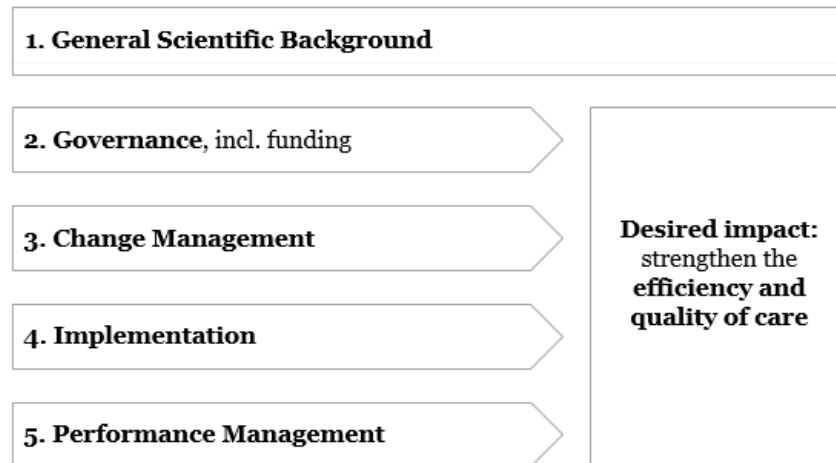 1. General Scientific Background
2. Governance, incl. funding
3. Change Management
4. Implementation
5. Performance Management
Desired impact:
strengthen the
efficiency and
quality of care